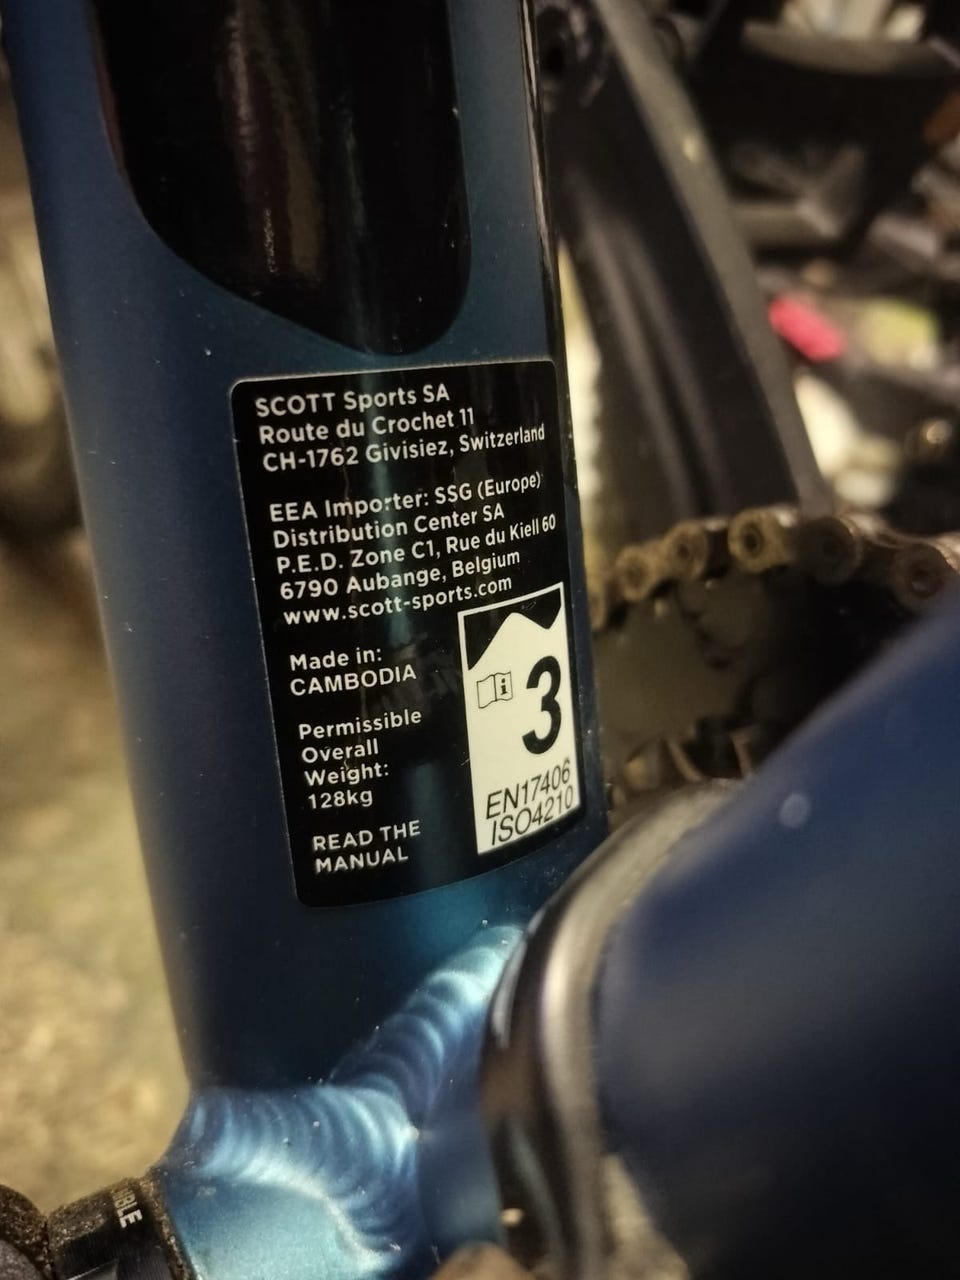 SCOTT Sports SA
Route du Crochet 11
CH-1762 Givisiez, Switzerland
EEA Importer: SSG (Europe)
Distribution Center SA
P.E.D. Zone C1, Rue du Kiell 60
6790 Aubange, Belgium
www.scott-sports.com
Made in:
CAMBODIA
Permissible
Overall
Weight:
128kg
READ THE
MANUAL
i
3
EN17406
ISO4210